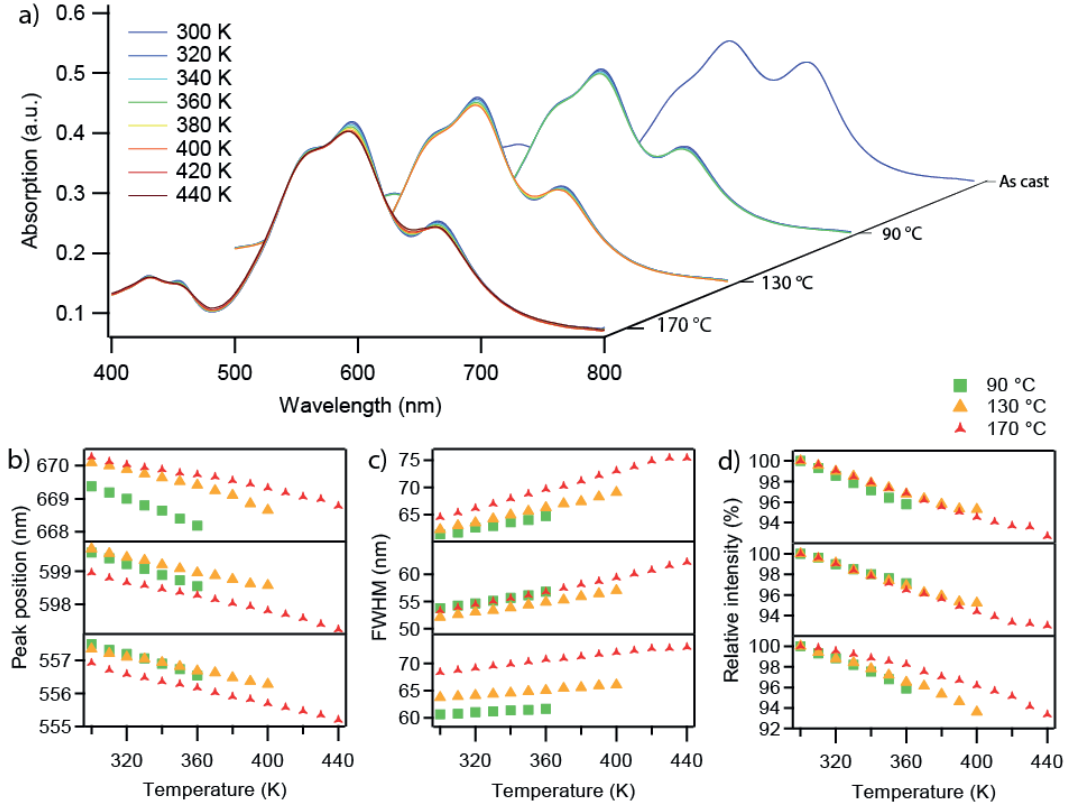 a)
0.6
0.5
0.4
0.3
0.2
0.1
Absorption (a.u.)
300 K
320 K
340 K
360 K
380 K
400 K
420 K
440 K
As cast
90 °C
130 °C
170 °C
400 500 600 700 800
Wavelength (nm)
90 °C
130 °C
170 °C
b)
670
669
668
599
598
557
556
555
Peak position (nm)
320 360 400 440
Temperature (K)
c)
75
70
65
60
55
50
70
65
60
FWHM (nm)
320 360 400 440
Temperature (K)
d)
100
98
96
94
100
98
96
94
100
98
96
94
92
Relative intensity (%)
320 360 400 440
Temperature (K)